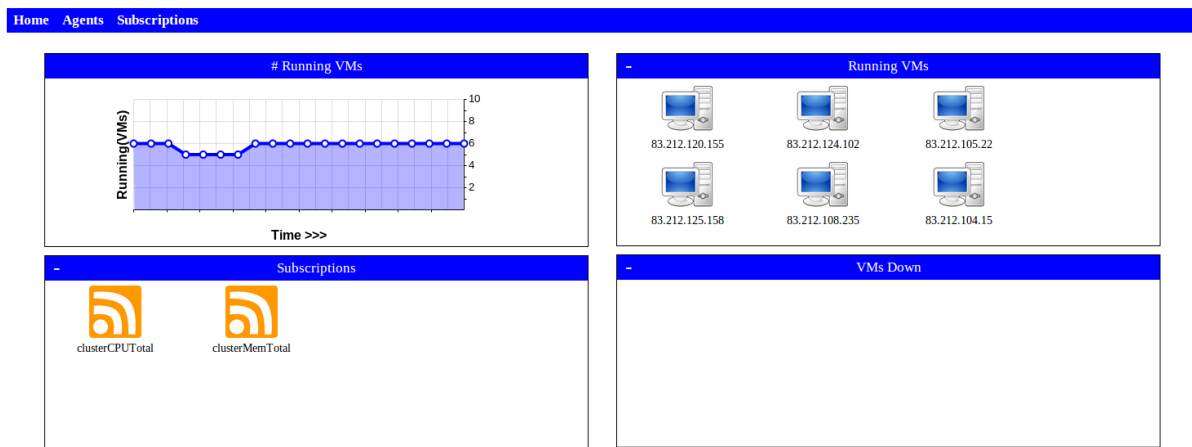 Home Agents Subscriptions
# Running VMs
Running(VMs)
10
8
6
4
2
Time >>>
- Running VMs
83.212.120.155 83.212.124.102 83.212.105.22
83.212.125.158 83.212.108.235 83.212.104.15
- Subscriptions
clusterCPUTotal clusterMemTotal
- VMs Down